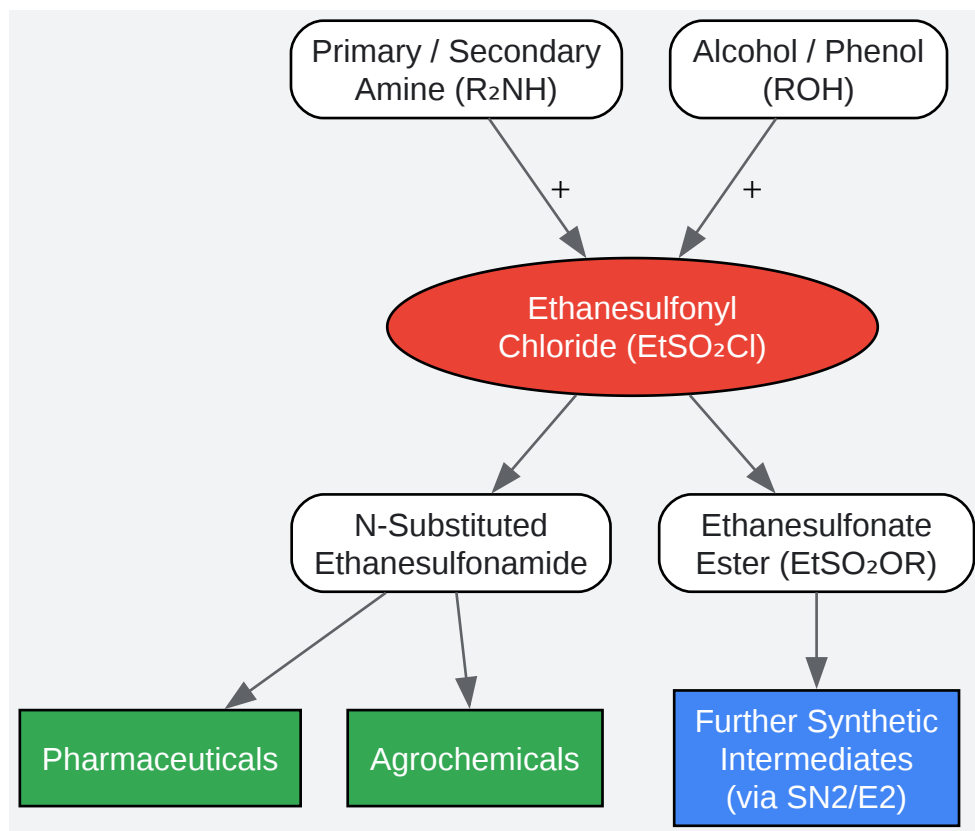 Primary / Secondary
Amine (R₂NH)
Alcohol / Phenol
(ROH)
+
+
Ethanesulfonyl
Chloride (EtSO₂Cl)
N-Substituted
Ethanesulfonamide
Ethanesulfonate
Ester (EtSO₂OR)
Pharmaceuticals
Agrochemicals
Further Synthetic
Intermediates
(via SN2/E2)